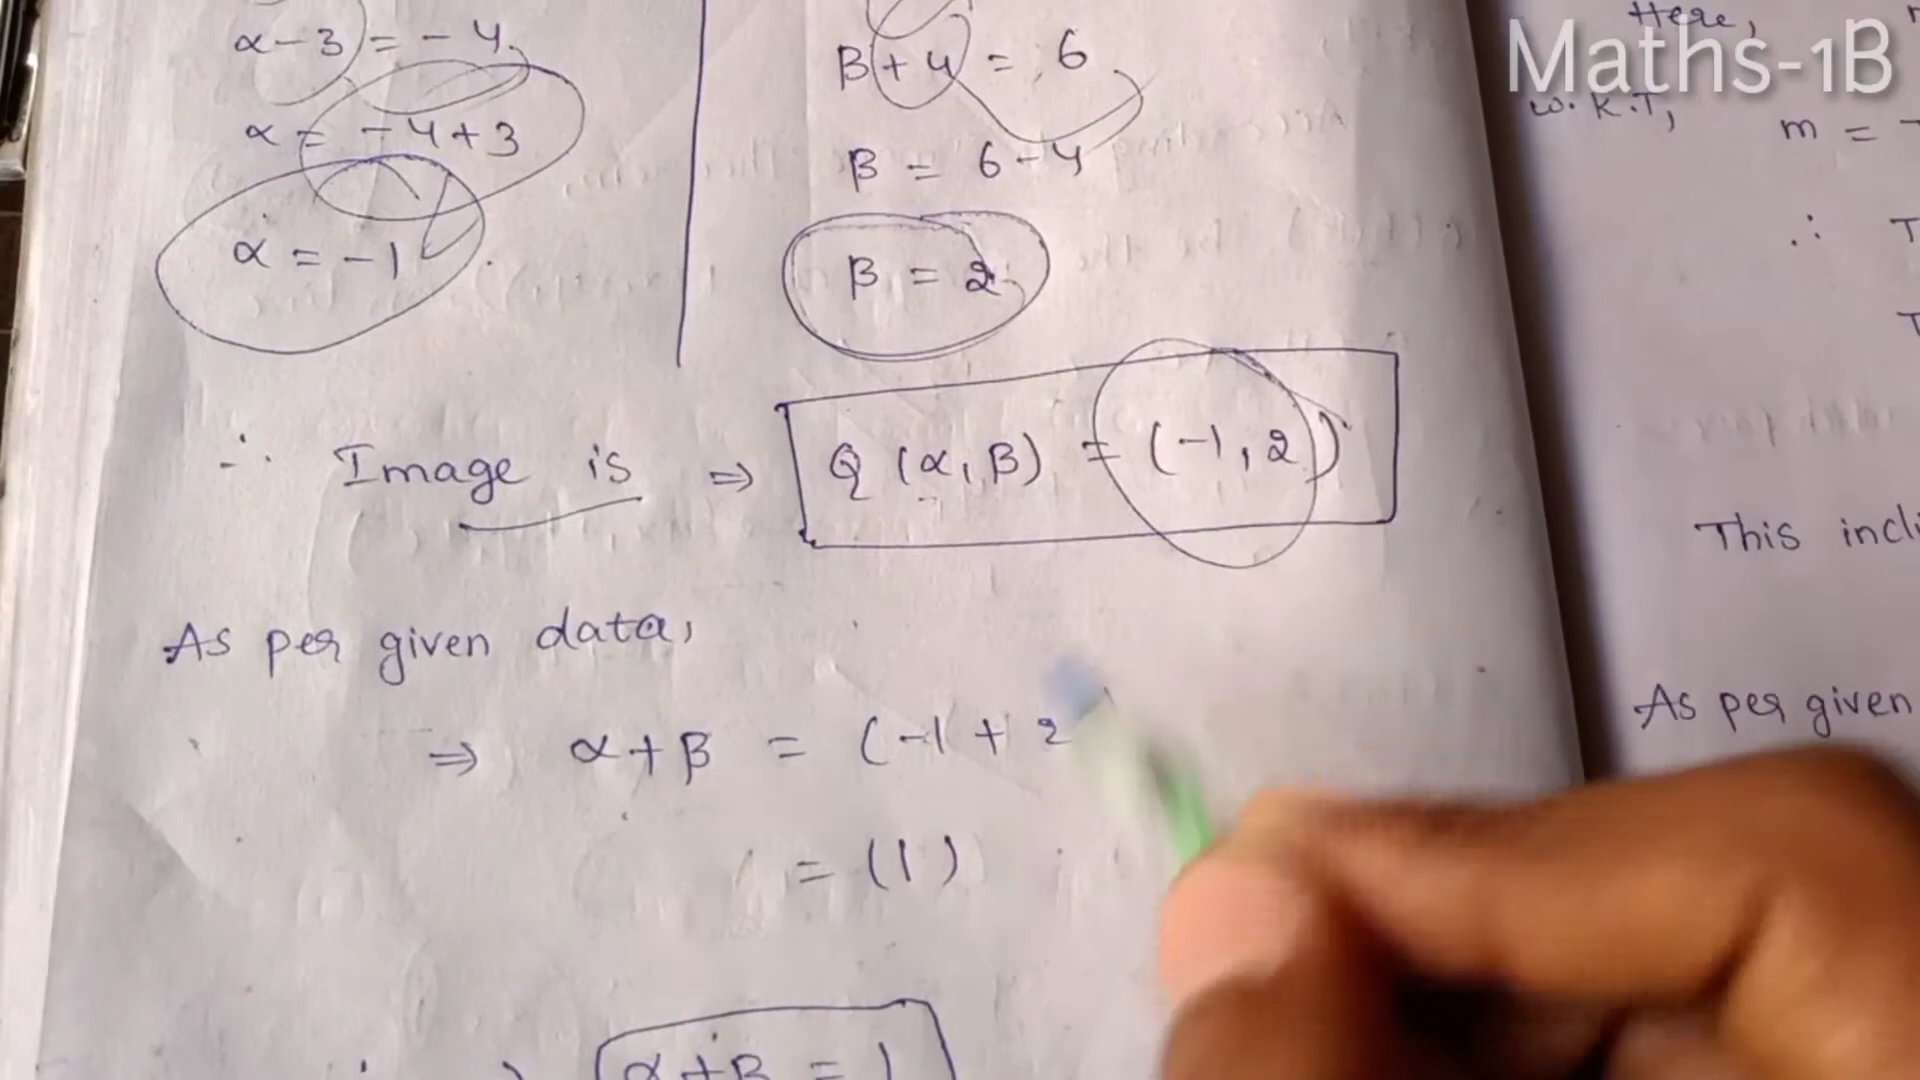 α - 3 = - 4
α = - 4 + 3
α = - 1
β + 4 = 6
β = 6 - 4
β = 2
∴ Image is ⇒ Q (α, β) = (-1, 2)
As per given data,
⇒ α + β = (-1 + 2
= (1)
α + β = 1
Maths-1B
Here,
w.k.T,
m = -
∴ T
T
This incli
As per given